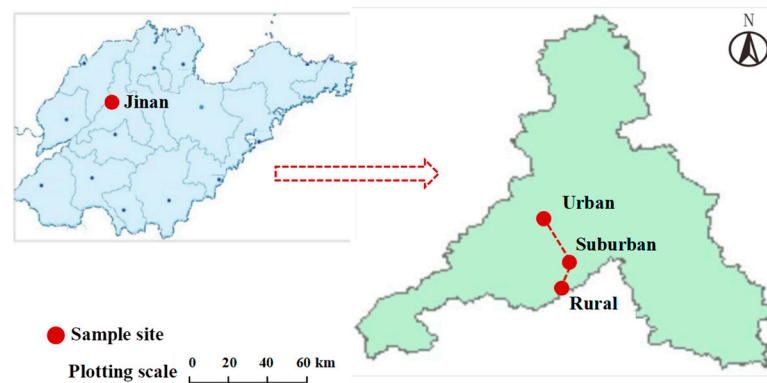 N
Jinan
Urban
Suburban
Rural
Sample site
Plotting scale
0 20 40 60 km